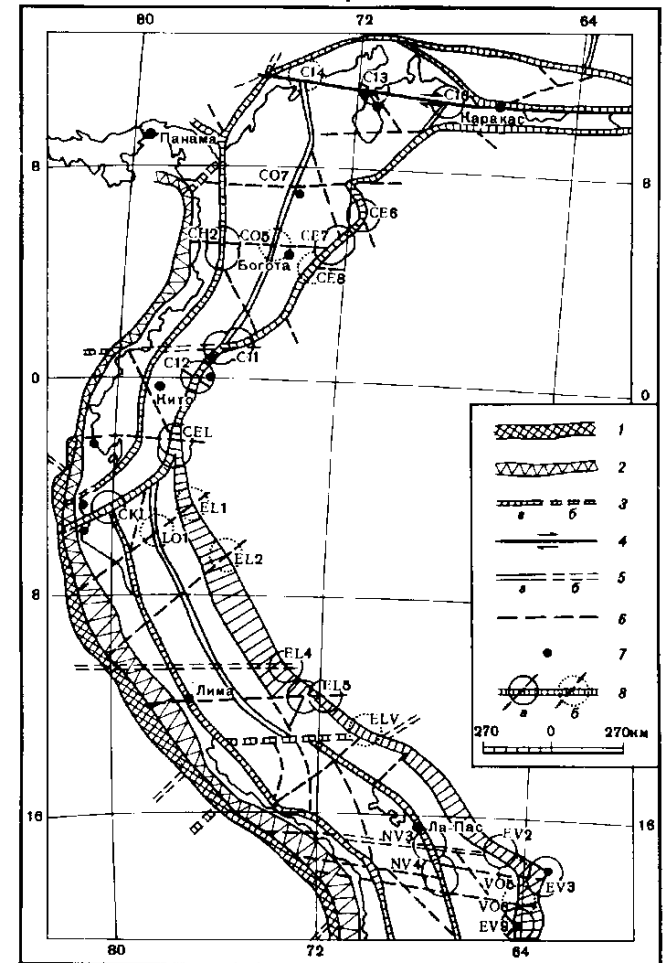 80 72 64
C14
C13
C16
Каракас
Панама
8 8
CO7
CE6
CH2 CO5 CE7
Богота
CE8
C12 C11
0 0
Кито
CEL
EL1
CK1
LO1
EL2
8
EL4
Лима
EL5
ELV
16 16
Ла-Пас
NV3 EV2
NV4
VO5
EV3
VO6
EV9
80 72 64
1
2
3
а б
4
5
а б
6
7
8
а б
270 0 270км